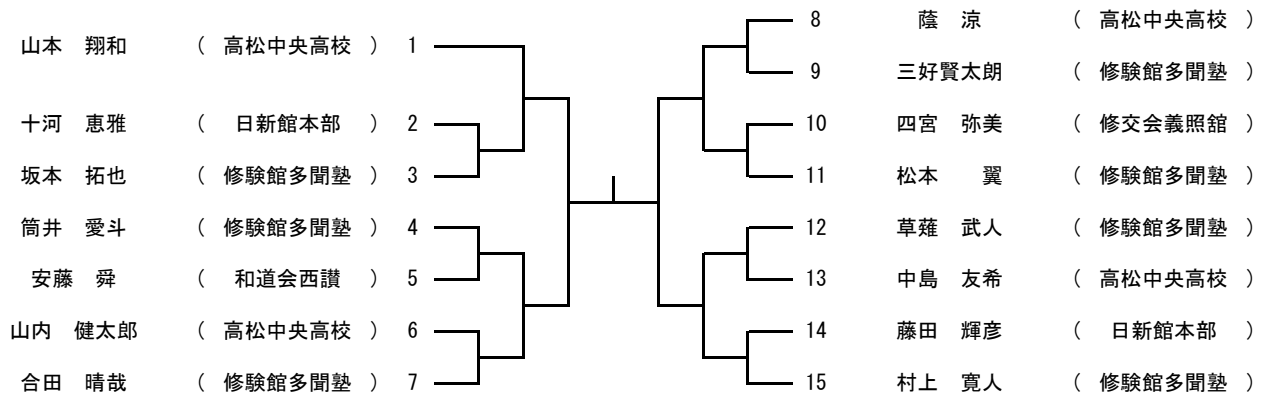 山本 翔和 ( 高松中央高校 ) 1
十河 恵雅 ( 日新館本部 ) 2
坂本 拓也 ( 修験館多聞塾 ) 3
筒井 愛斗 ( 修験館多聞塾 ) 4
安藤 舜 ( 和道会西讃 ) 5
山内 健太郎 ( 高松中央高校 ) 6
合田 晴哉 ( 修験館多聞塾 ) 7
8 蔭 涼 ( 高松中央高校 )
9 三好賢太朗 ( 修験館多聞塾 )
10 四宮 弥美 ( 修交会義照舘 )
11 松本 翼 ( 修験館多聞塾 )
12 草薙 武人 ( 修験館多聞塾 )
13 中島 友希 ( 高松中央高校 )
14 藤田 輝彦 ( 日新館本部 )
15 村上 寛人 ( 修験館多聞塾 )